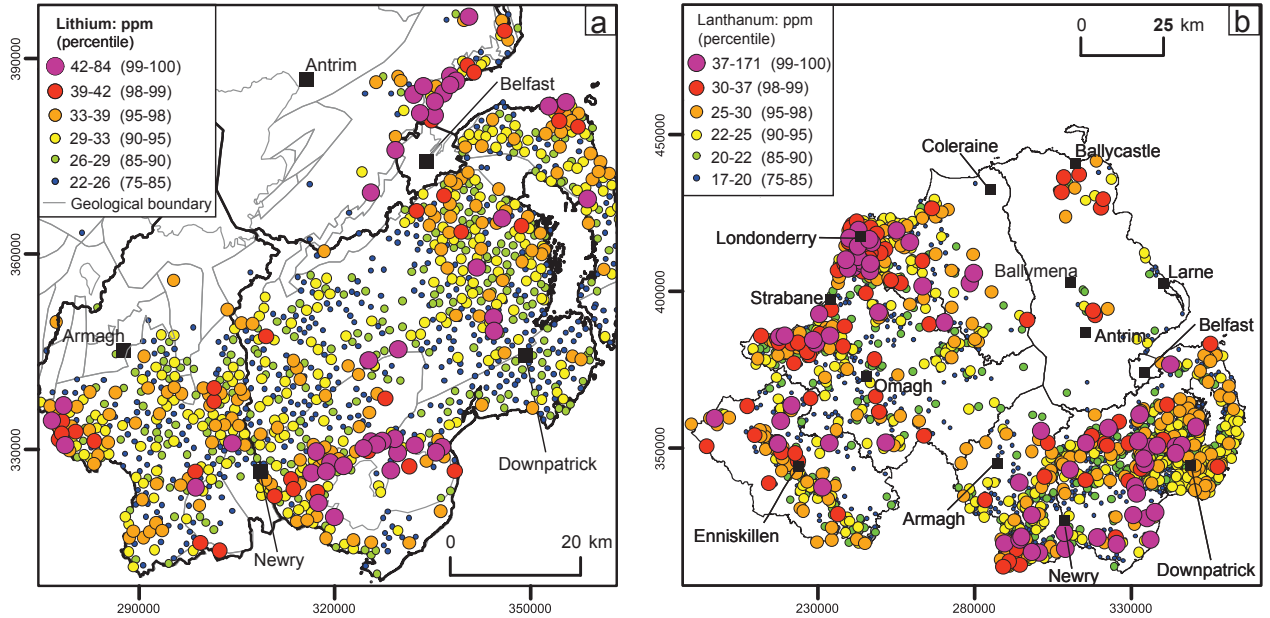 a
Lithium: ppm
(percentile)
42-84 (99-100)
39-42 (98-99)
33-39 (95-98)
29-33 (90-95)
26-29 (85-90)
22-26 (75-85)
Geological boundary
Antrim
Belfast
Armagh
Downpatrick
Newry
0 20 km
390000
360000
330000
290000 320000 350000
b
Lanthanum: ppm
(percentile)
37-171 (99-100)
30-37 (98-99)
25-30 (95-98)
22-25 (90-95)
20-22 (85-90)
17-20 (75-85)
0 25 km
Coleraine
Ballycastle
Londonderry
Ballymena
Larne
Strabane
Belfast
Antrim
Omagh
Enniskillen
Armagh
Newry
Downpatrick
450000
400000
350000
230000 280000 330000